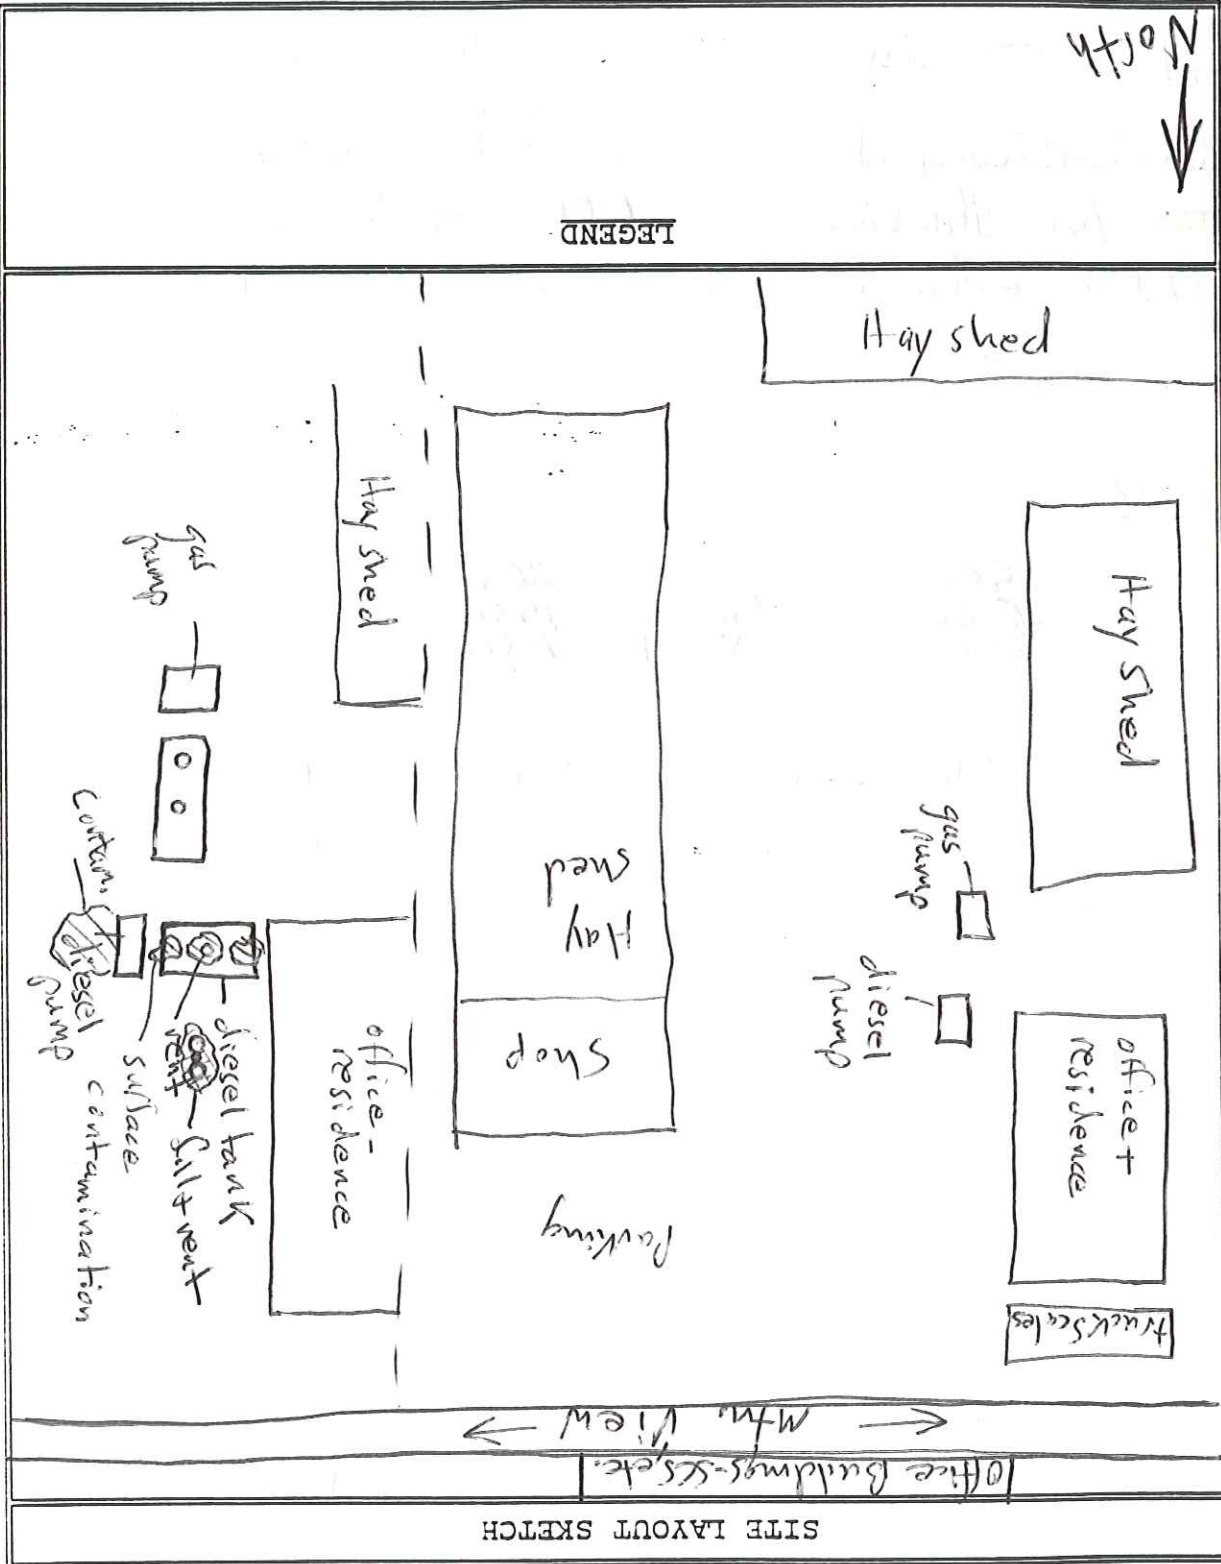 SITE LAYOUT SKETCH
Office Buildings-SCS, etc.
← Mtn. View →
truck scales
Parking
office +
residence
Shop
Hay
shed
office -
residence
diesel
pump
gas
pump
diesel tank
fill + vent
vent
surface
contamination
contam.
diesel
pump
gas
pump
Hay Shed
Hay shed
Hay shed
LEGEND
North